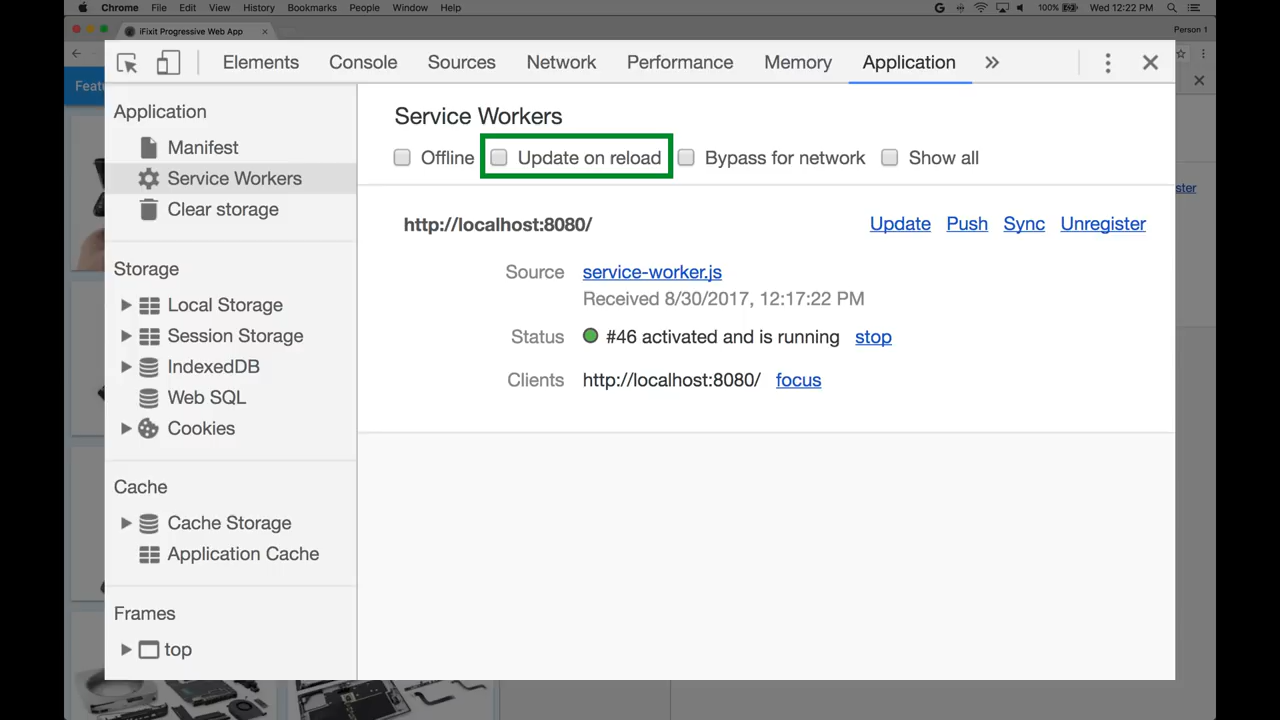 Chrome File Edit View History Bookmarks People Window Help
100% Wed 12:22 PM
iFixit Progressive Web App
Person 1
Elements Console Sources Network Performance Memory Application
Application
Manifest
Service Workers
Clear storage
Storage
Local Storage
Session Storage
IndexedDB
Web SQL
Cookies
Cache
Cache Storage
Application Cache
Frames
top
Service Workers
Offline Update on reload Bypass for network Show all
http://localhost:8080/ Update Push Sync Unregister
Source service-worker.js
Received 8/30/2017, 12:17:22 PM
Status #46 activated and is running stop
Clients http://localhost:8080/ focus